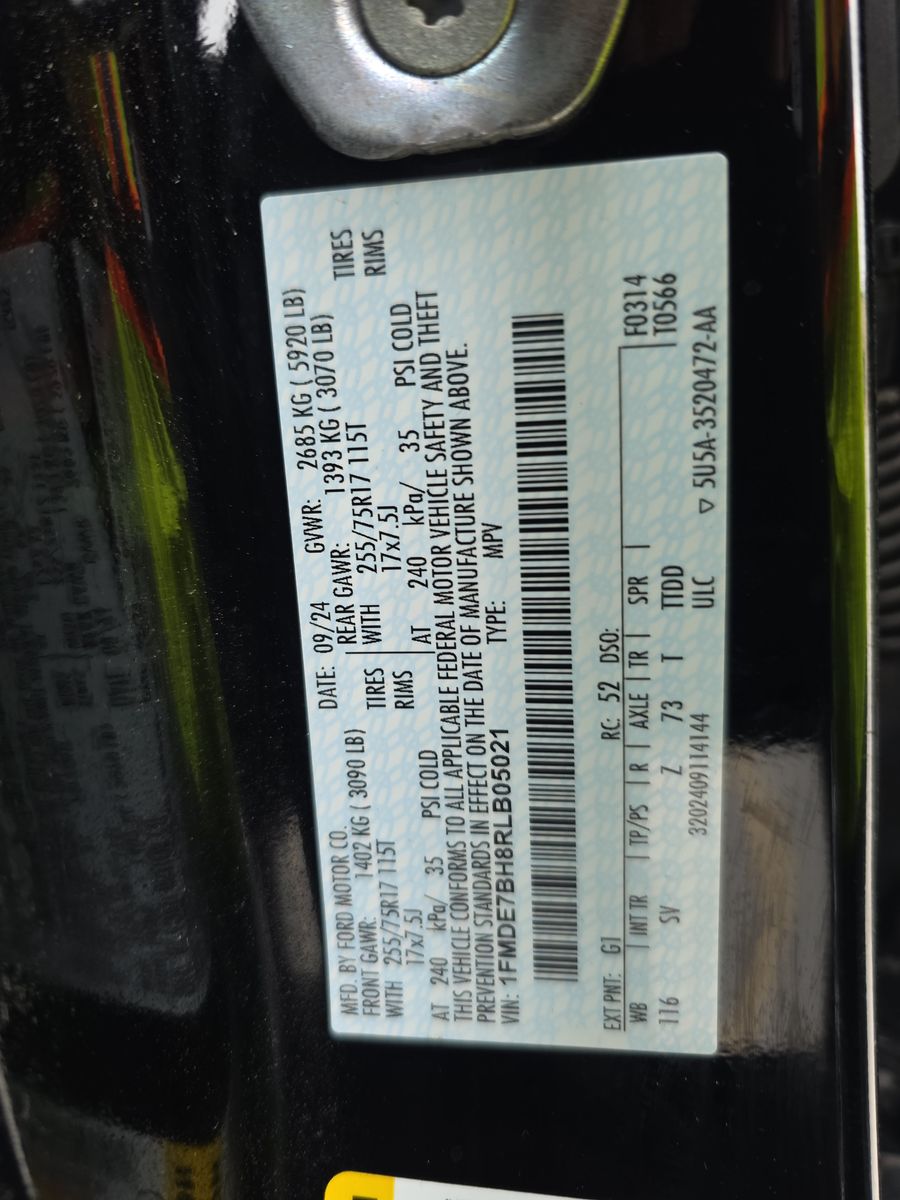 MFD. BY FORD MOTOR CO. DATE: 09/24 GVWR: 2685 KG ( 5920 LB)
FRONT GAWR: 1402 KG ( 3090 LB) REAR GAWR: 1393 KG ( 3070 LB)
WITH 255/75R17 115T TIRES WITH 255/75R17 115T TIRES
17x7.5J RIMS 17x7.5J RIMS
AT 240 kPa/ 35 PSI COLD AT 240 kPa/ 35 PSI COLD
THIS VEHICLE CONFORMS TO ALL APPLICABLE FEDERAL MOTOR VEHICLE SAFETY AND THEFT
PREVENTION STANDARDS IN EFFECT ON THE DATE OF MANUFACTURE SHOWN ABOVE.
VIN: 1FMDE7BH8RLB05021 TYPE: MPV
EXT PNT: G1 RC: 52 DSO:
WB INT TR TP/PS R AXLE TR SPR F0314
116 SV Z 73 T TTDD T0566
3202409114144 ULC ▽ 5U5A-3520472-AA